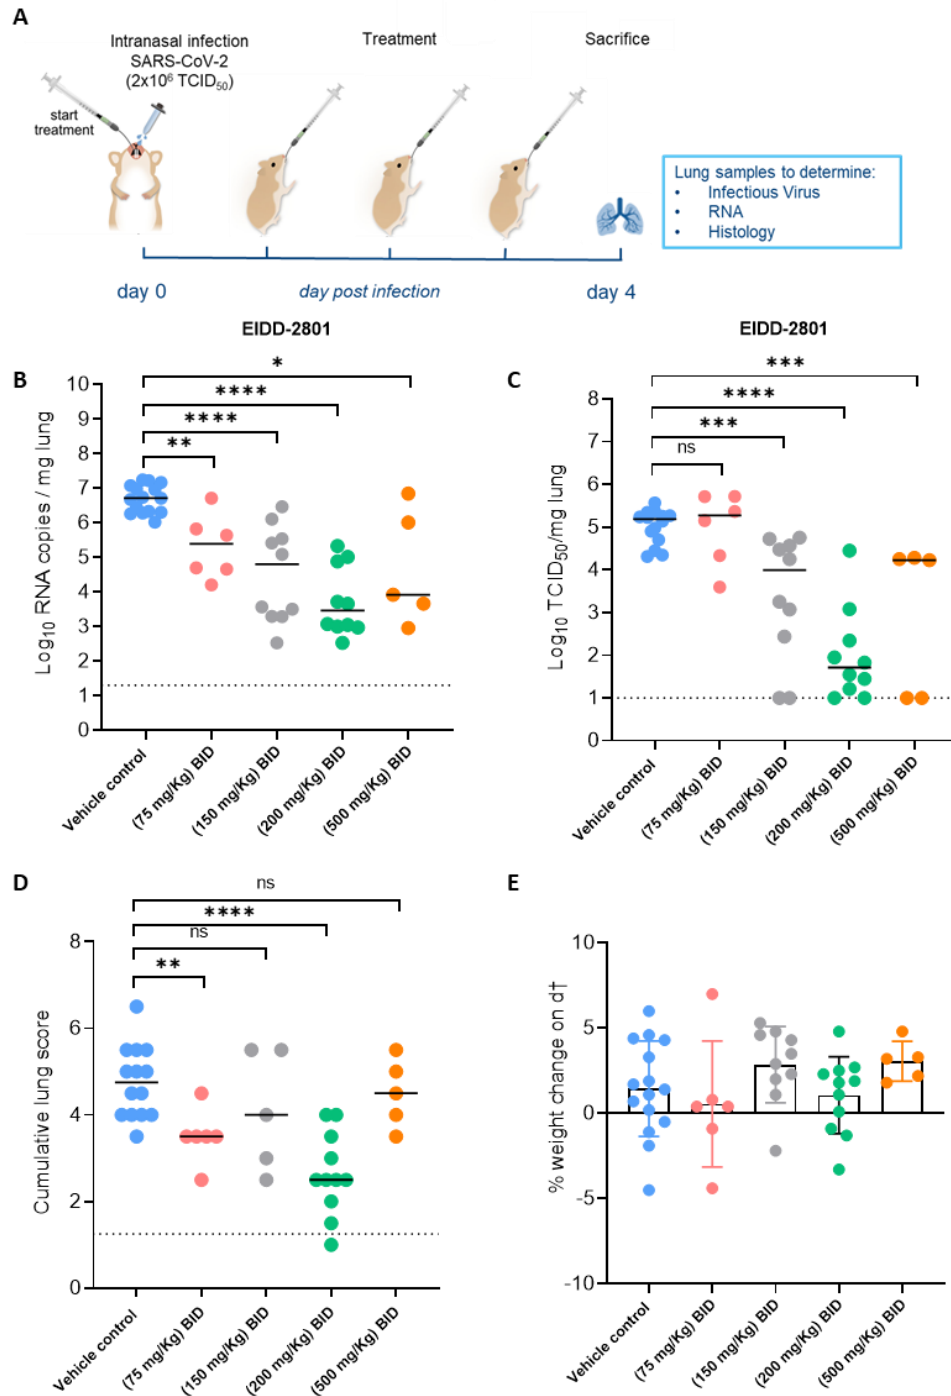 A
Intranasal infection
SARS-CoV-2
(2x10⁶ TCID₅₀)
Treatment
Sacrifice
start
treatment
Lung samples to determine:
• Infectious Virus
• RNA
• Histology
day 0
day post infection
day 4
EIDD-2801
B
*
****
****
**
Log₁₀ RNA copies / mg lung
10
9
8
7
6
5
4
3
2
1
0
Vehicle control
(75 mg/Kg) BID
(150 mg/Kg) BID
(200 mg/Kg) BID
(500 mg/Kg) BID
EIDD-2801
C
***
****
***
ns
Log₁₀ TCID₅₀/mg lung
8
7
6
5
4
3
2
1
0
Vehicle control
(75 mg/Kg) BID
(150 mg/Kg) BID
(200 mg/Kg) BID
(500 mg/Kg) BID
D
ns
****
ns
**
Cumulative lung score
8
6
4
2
0
Vehicle control
(75 mg/Kg) BID
(150 mg/Kg) BID
(200 mg/Kg) BID
(500 mg/Kg) BID
E
% weight change on d†
10
5
0
-5
-10
Vehicle control
(75 mg/Kg) BID
(150 mg/Kg) BID
(200 mg/Kg) BID
(500 mg/Kg) BID